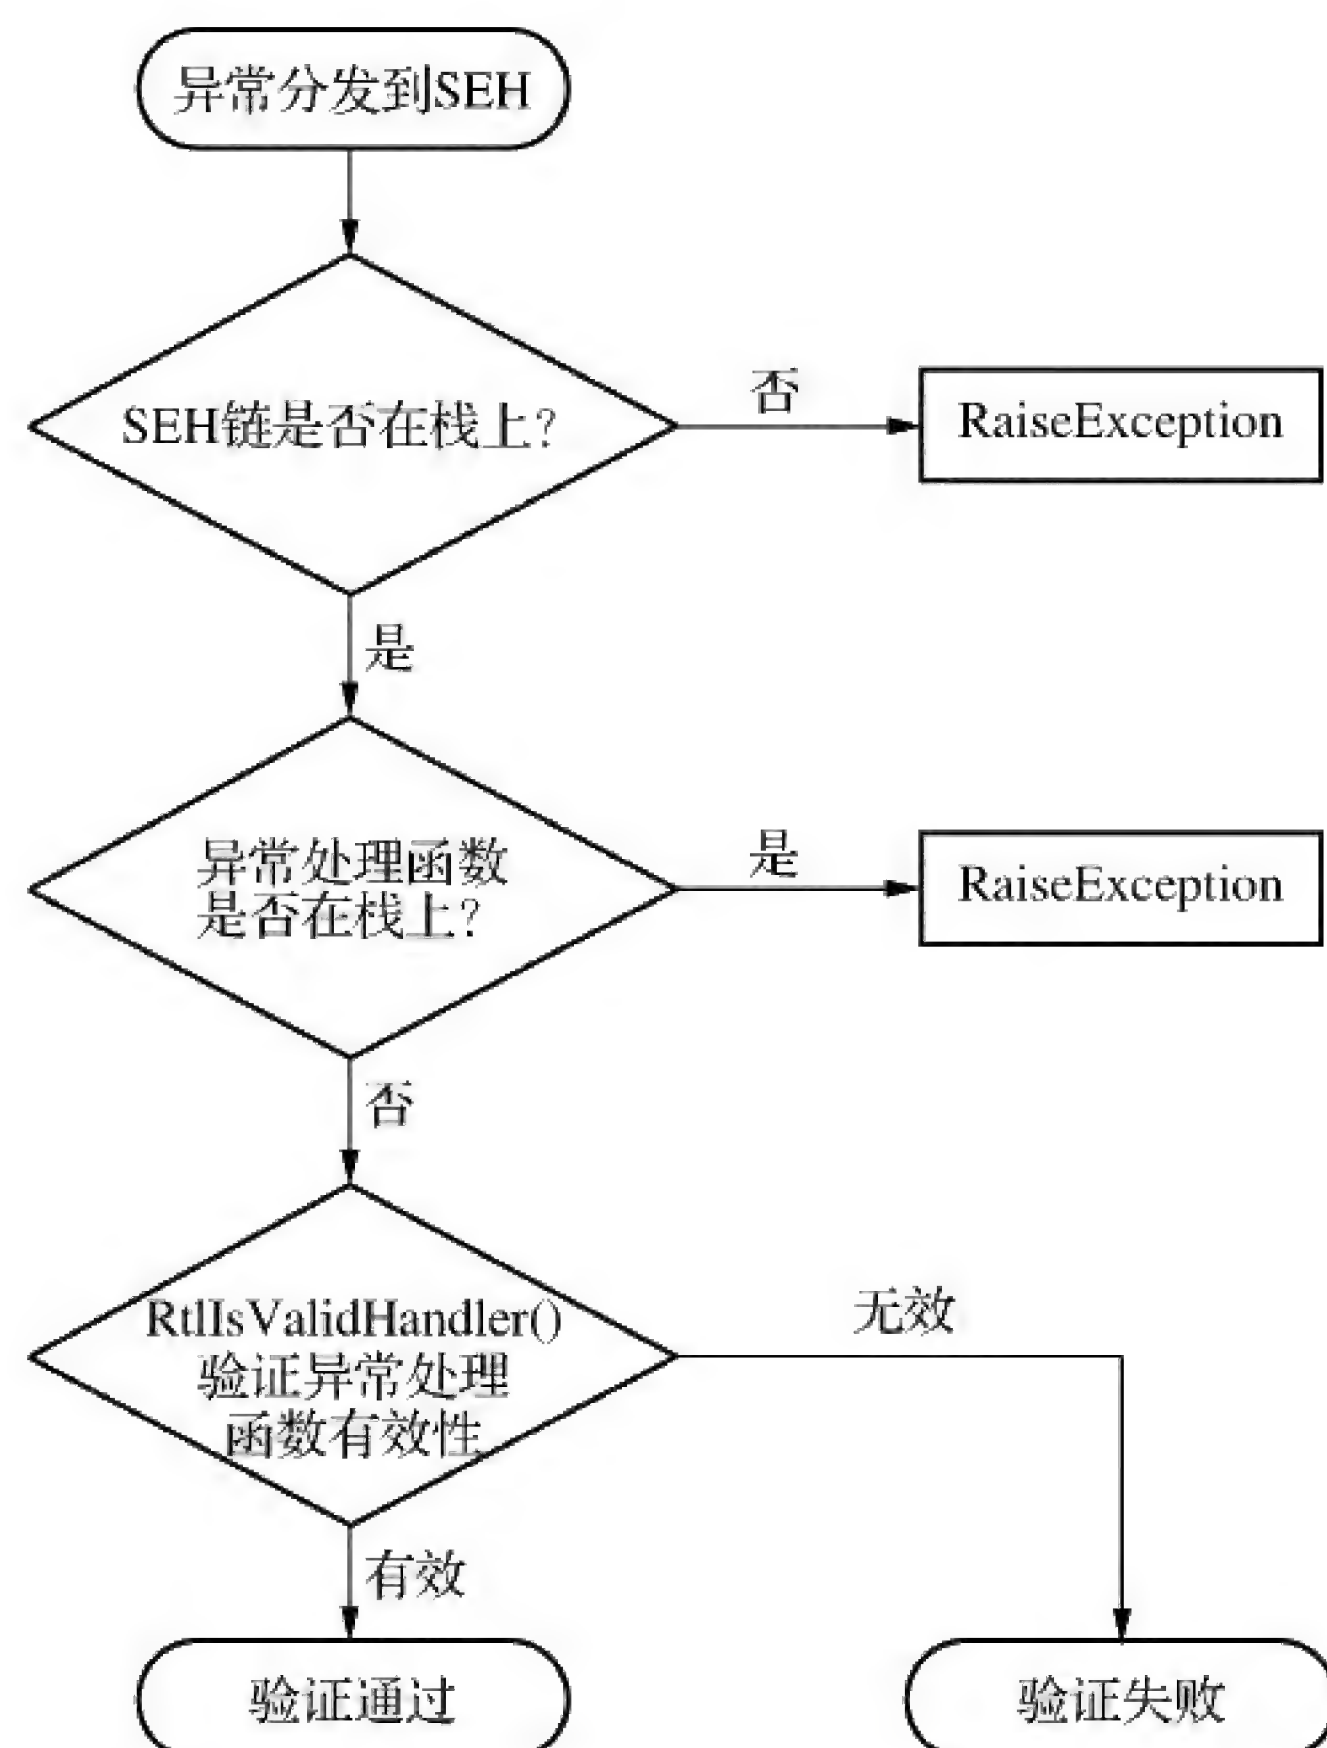 异常分发到SEH
SEH链是否在栈上?
否
RaiseException
是
异常处理函数
是否在栈上?
是
RaiseException
否
RtlIsValidHandler()
验证异常处理
函数有效性
无效
有效
验证通过
验证失败